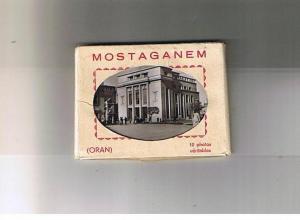 MOSTAGANEM
(ORAN)
10 photos
véritables